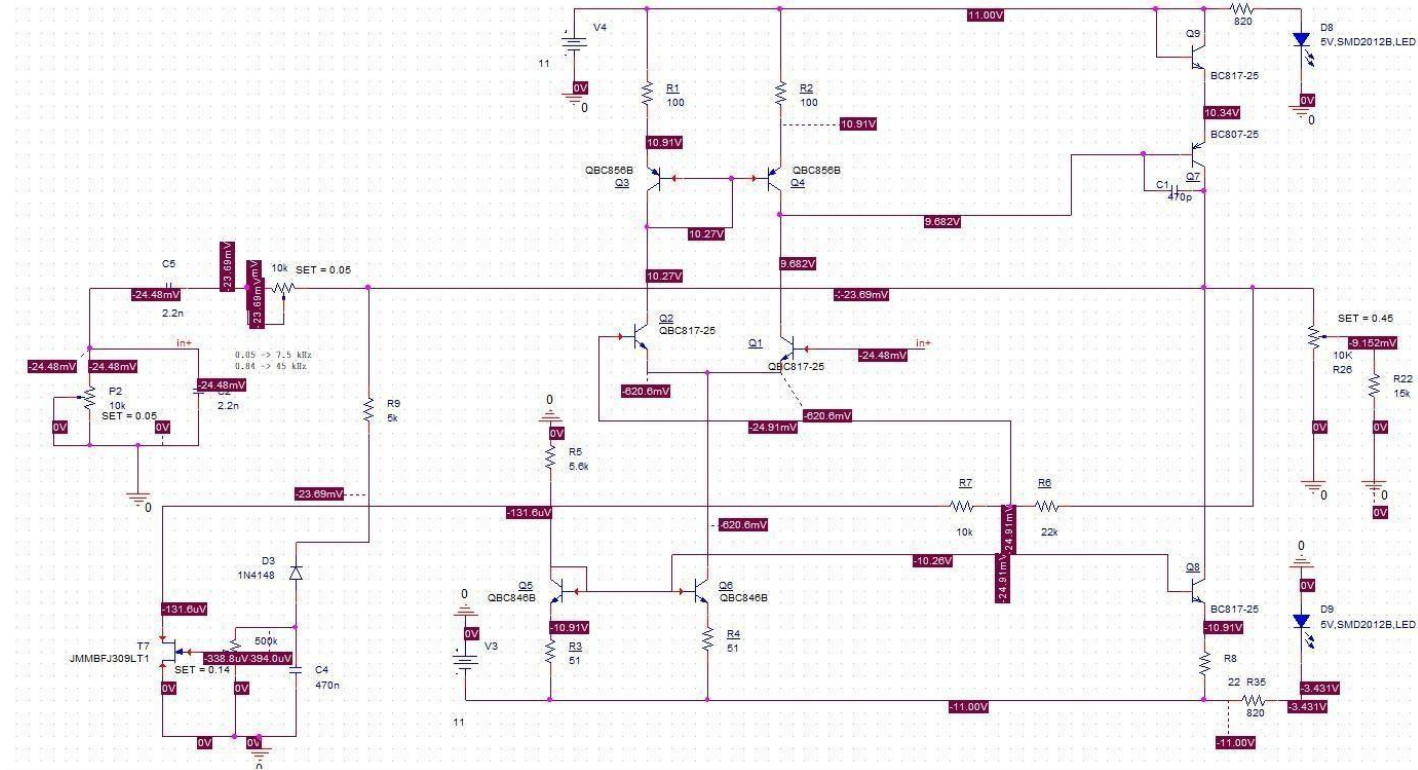 V4
11
0V
0
11.00V
820
D8
5V,SMD2012B,LED
0V
0
Q9
BC817-25
10.34V
BC807-25
Q7
C1
470p
R1
100
R2
100
10.91V
10.91V
QBC856B
Q3
QBC856B
Q4
10.27V
9.682V
10.27V
9.682V
C5
-24.48mV
2.2n
-23.69mV
-23.69mV
10k
SET = 0.05
-23.69mV
in+
0.05 -> 7.5 kHz
0.84 -> 45 kHz
-24.48mV
-24.48mV
-24.48mV
2.2n
P2
10k
SET = 0.05
0V
0V
0
Q2
QBC817-25
Q1
QBC817-25
in+
-24.48mV
-620.6mV
-620.6mV
-24.91mV
SET = 0.45
-9.152mV
10K
R26
R22
15k
0V
0V
0
0
0V
R9
5k
0
0V
R5
5.6k
-23.69mV
-131.6uV
-620.6mV
R7
10k
R6
22k
-24.91mV
-24.91mV
-10.26V
D3
1N4148
Q5
QBC846B
Q6
QBC846B
Q8
BC817-25
-10.91V
-10.91V
R3
51
R4
51
R8
22
0
0V
V3
11
-11.00V
R35
820
-11.00V
0
0V
D9
5V,SMD2012B,LED
-3.431V
-3.431V
-131.6uV
T7
JMMBFJ309LT1
500k
-338.8uV
-394.0uV
SET = 0.14
C4
470n
0V
0V
0V
0V
0